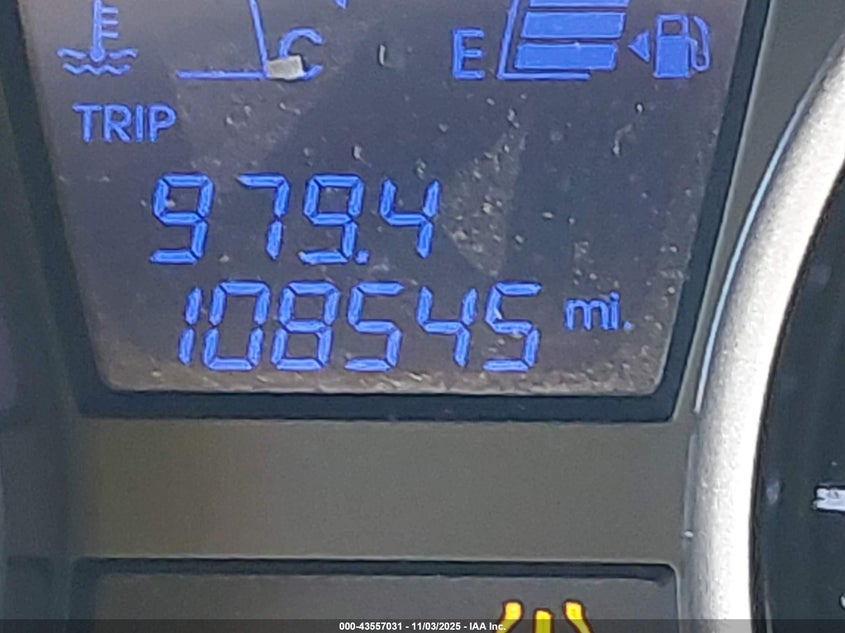 C
E
TRIP
979.4
108545 mi.
000-43557031 - 11/03/2025 - IAA Inc.